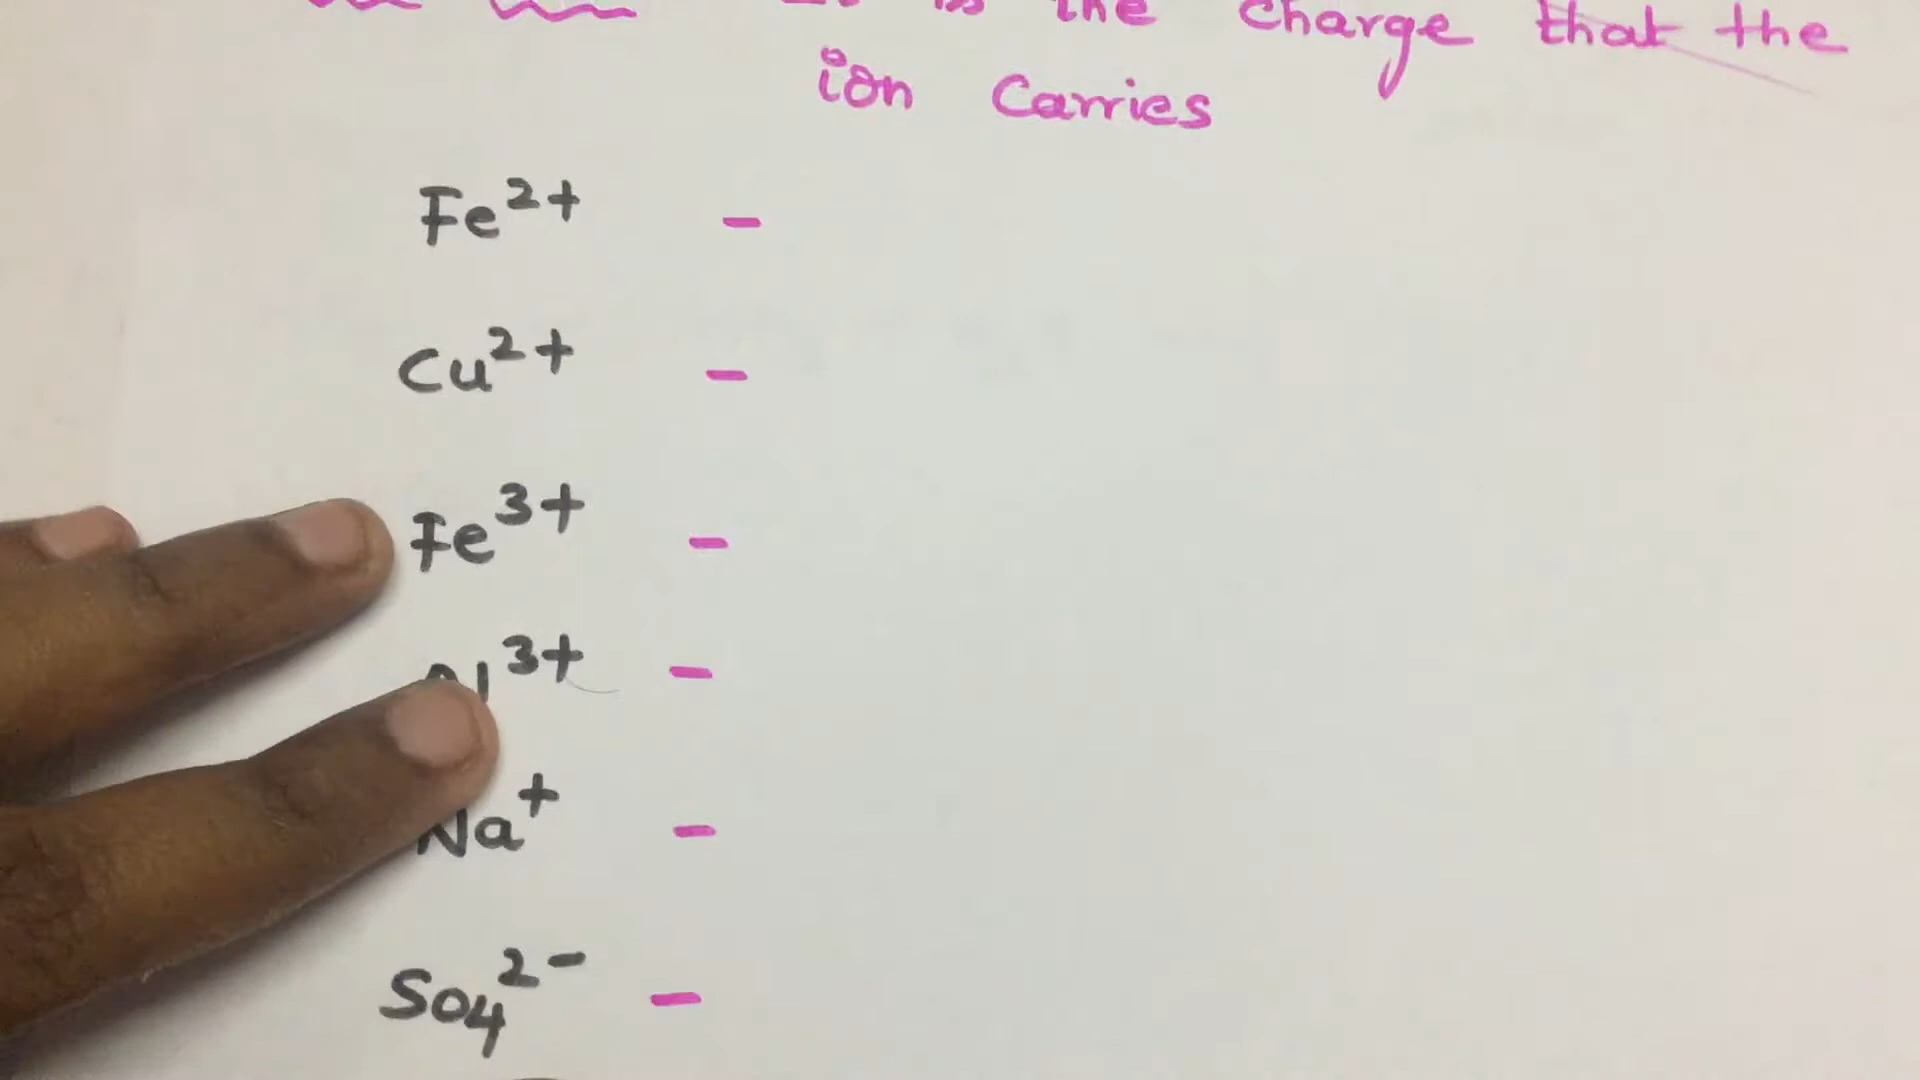 is the charge that the
ion carries
Fe²⁺ -
Cu²⁺ -
Fe³⁺ -
Al³⁺ -
Na⁺ -
SO₄²⁻ -